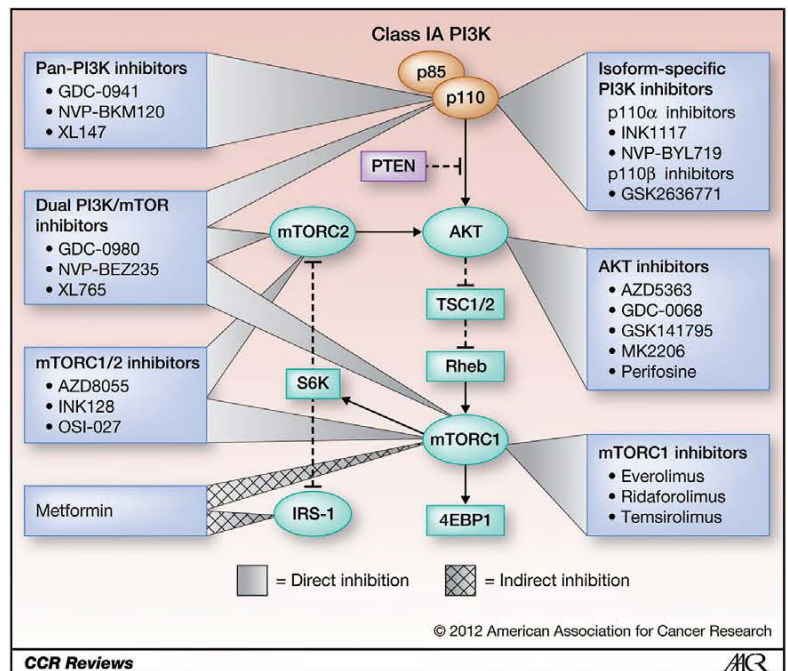 Class IA PI3K
p85
p110
Pan-PI3K inhibitors
• GDC-0941
• NVP-BKM120
• XL147
Isoform-specific
PI3K inhibitors
p110α inhibitors
• INK1117
• NVP-BYL719
p110β inhibitors
• GSK2636771
PTEN
Dual PI3K/mTOR
inhibitors
• GDC-0980
• NVP-BEZ235
• XL765
mTORC2
AKT
AKT inhibitors
• AZD5363
• GDC-0068
• GSK141795
• MK2206
• Perifosine
TSC1/2
Rheb
mTORC1/2 inhibitors
• AZD8055
• INK128
• OSI-027
S6K
mTORC1
mTORC1 inhibitors
• Everolimus
• Ridaforolimus
• Temsirolimus
Metformin
IRS-1
4EBP1
= Direct inhibition
= Indirect inhibition
© 2012 American Association for Cancer Research
CCR Reviews
AACR